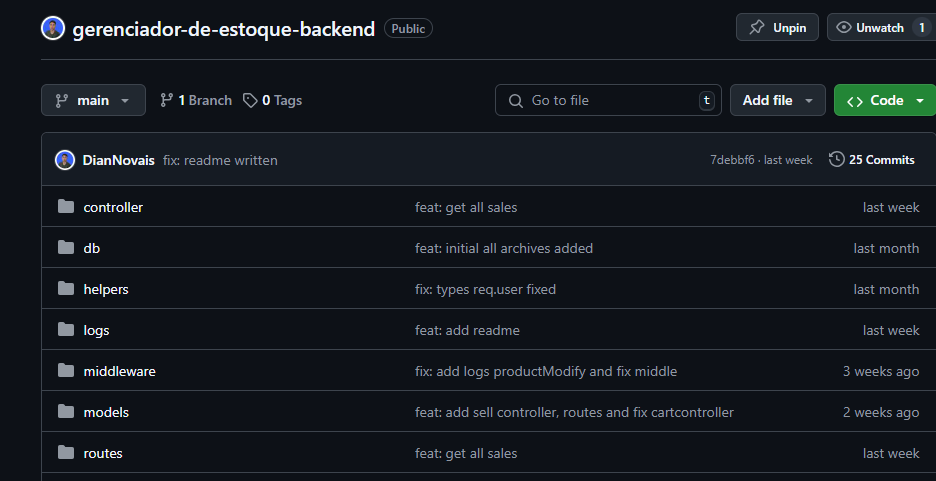 gerenciador-de-estoque-backend Public Unpin Unwatch 1
main 1 Branch 0 Tags Go to file t Add file Code
DianNovais fix: readme written 7debbf6 · last week 25 Commits
controller feat: get all sales last week
db feat: initial all archives added last month
helpers fix: types req.user fixed last month
logs feat: add readme last week
middleware fix: add logs productModify and fix middle 3 weeks ago
models feat: add sell controller, routes and fix cartcontroller 2 weeks ago
routes feat: get all sales last week